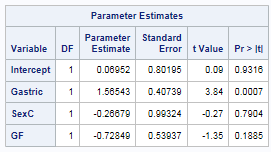 Parameter Estimates
Variable DF Parameter Estimate Standard Error t Value Pr > |t|
Intercept 1 0.06952 0.80195 0.09 0.9316
Gastric 1 1.56543 0.40739 3.84 0.0007
SexC 1 -0.26679 0.99324 -0.27 0.7904
GF 1 -0.72849 0.53937 -1.35 0.1885